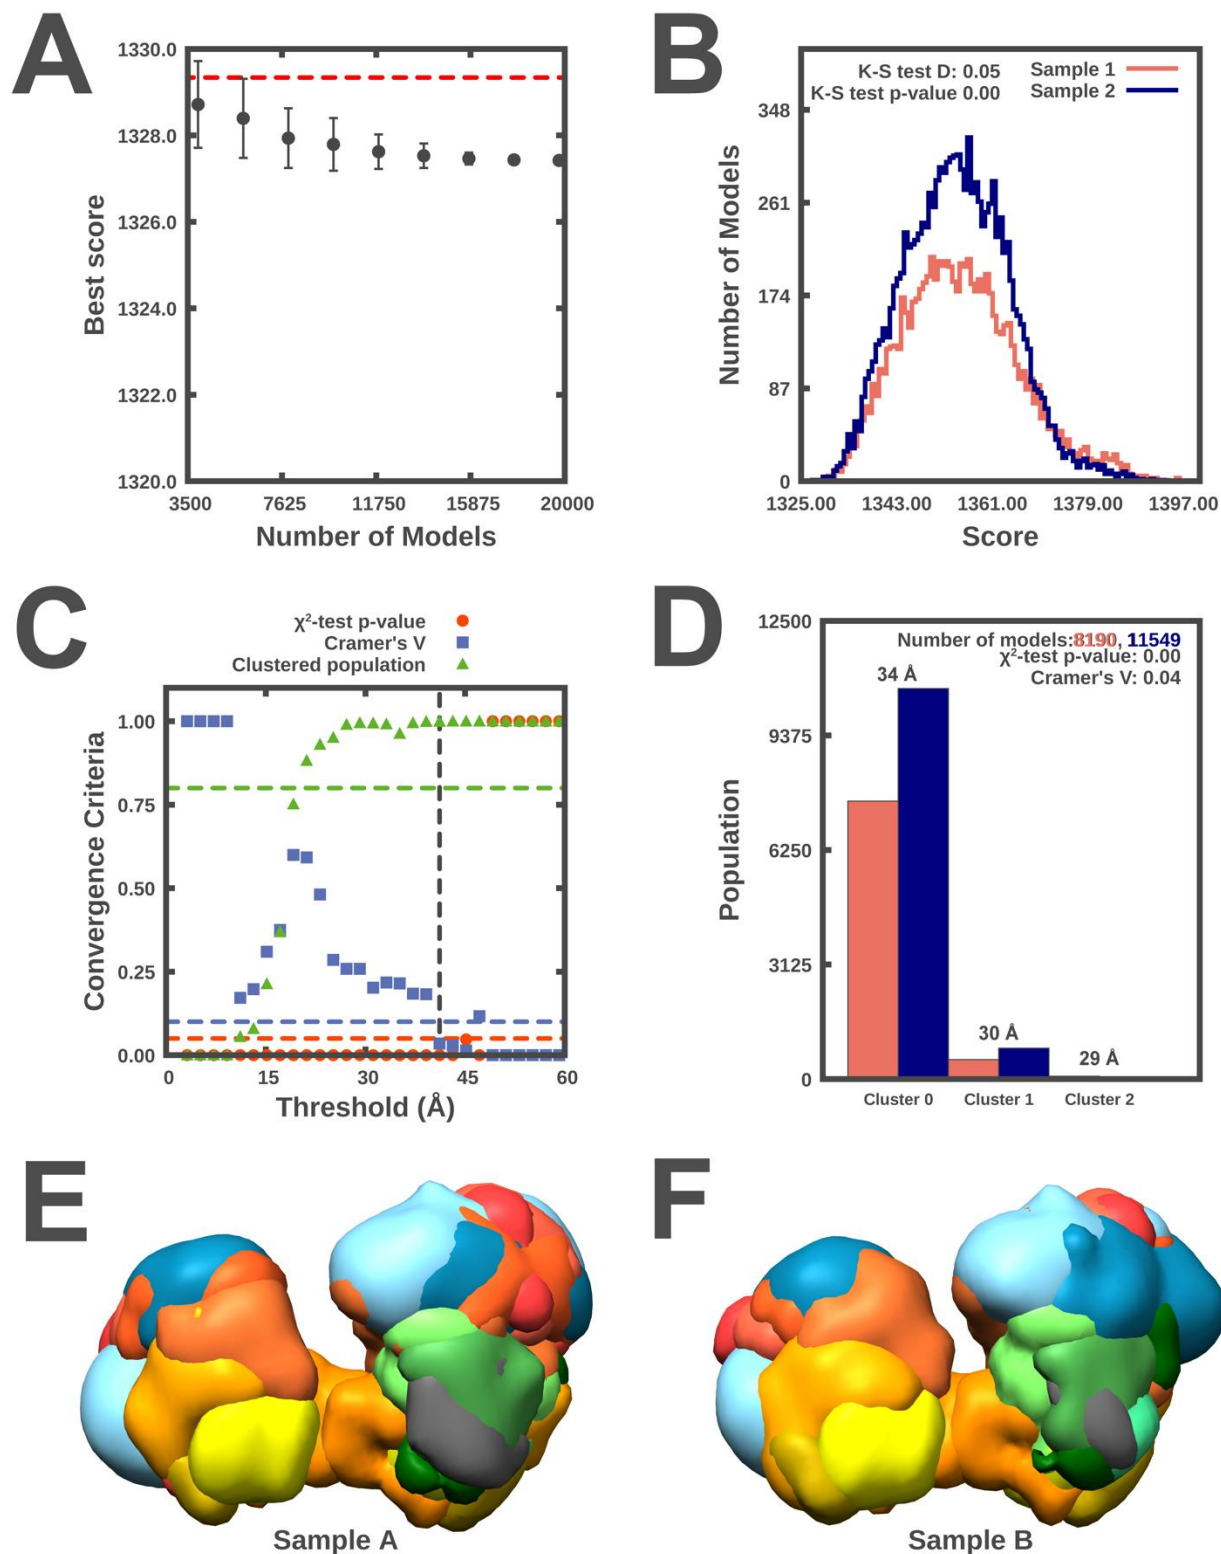 A
1330.0
1328.0
1326.0
1324.0
1322.0
1320.0
Best score
3500
7625
11750
15875
20000
Number of Models
B
K-S test D: 0.05
K-S test p-value 0.00
Sample 1
Sample 2
348
261
174
87
0
Number of Models
1325.00
1343.00
1361.00
1379.00
1397.00
Score
C
χ²-test p-value
Cramer's V
Clustered population
1.00
0.75
0.50
0.25
0.00
Convergence Criteria
0
15
30
45
60
Threshold (Å)
D
Number of models:8190, 11549
χ²-test p-value: 0.00
Cramer's V: 0.04
12500
9375
6250
3125
0
Population
34 Å
30 Å
29 Å
Cluster 0
Cluster 1
Cluster 2
E
Sample A
F
Sample B